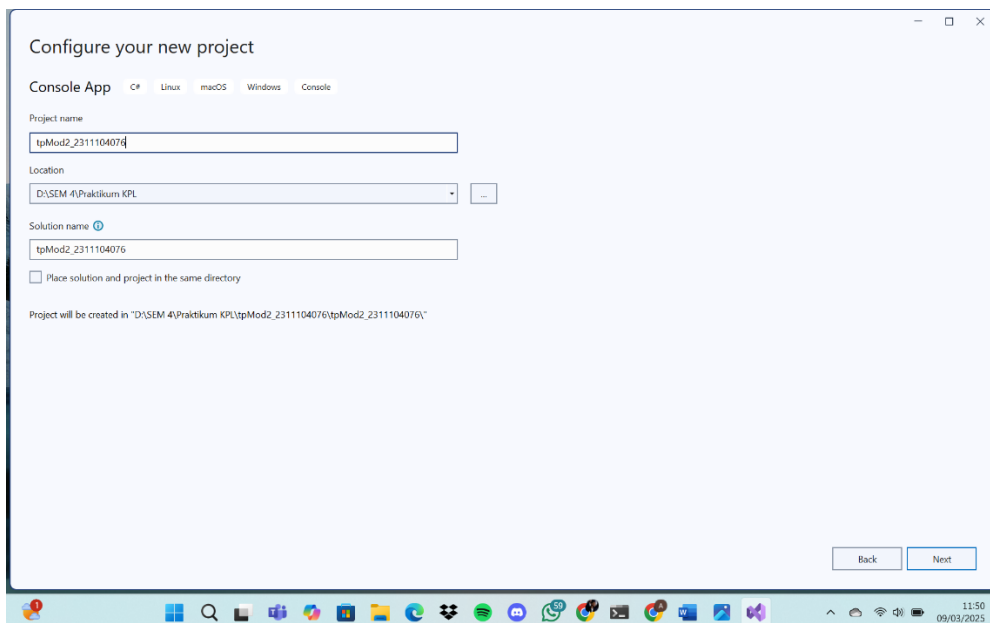 Configure your new project
Console App C# Linux macOS Windows Console
Project name
tpMod2_2311104076
Location
D:\SEM 4\Praktikum KPL
...
Solution name
tpMod2_2311104076
Place solution and project in the same directory
Project will be created in "D:\SEM 4\Praktikum KPL\tpMod2_2311104076\tpMod2_2311104076\"
Back Next
1
59
A
11:50
09/03/2025